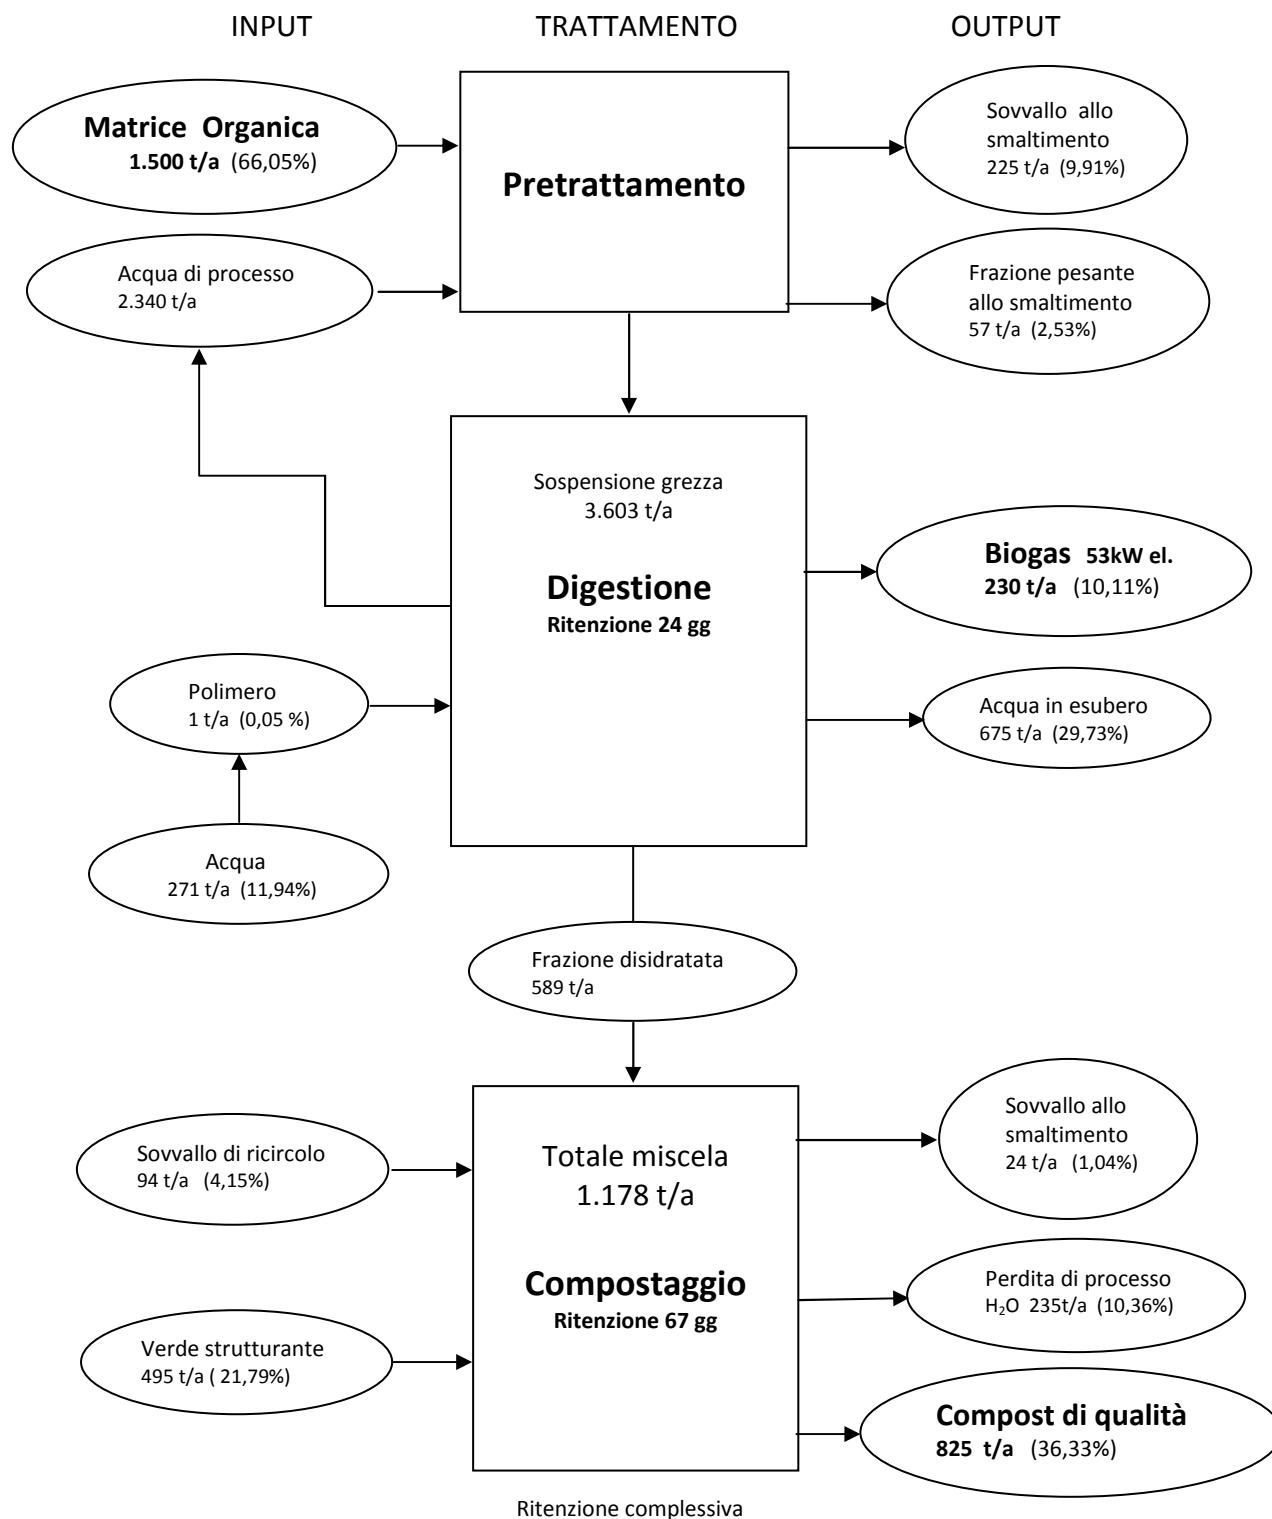 INPUT TRATTAMENTO OUTPUT
Matrice Organica
1.500 t/a (66,05%)
Pretrattamento
Sovvallo allo
smaltimento
225 t/a (9,91%)
Acqua di processo
2.340 t/a
Frazione pesante
allo smaltimento
57 t/a (2,53%)
Sospensione grezza
3.603 t/a
Digestione
Ritenzione 24 gg
Biogas 53kW el.
230 t/a (10,11%)
Polimero
1 t/a (0,05 %)
Acqua in esubero
675 t/a (29,73%)
Acqua
271 t/a (11,94%)
Frazione disidratata
589 t/a
Sovvallo di ricircolo
94 t/a (4,15%)
Totale miscela
1.178 t/a
Compostaggio
Ritenzione 67 gg
Sovvallo allo
smaltimento
24 t/a (1,04%)
Perdita di processo
H₂O 235t/a (10,36%)
Verde strutturante
495 t/a ( 21,79%)
Compost di qualità
825 t/a (36,33%)
Ritenzione complessiva